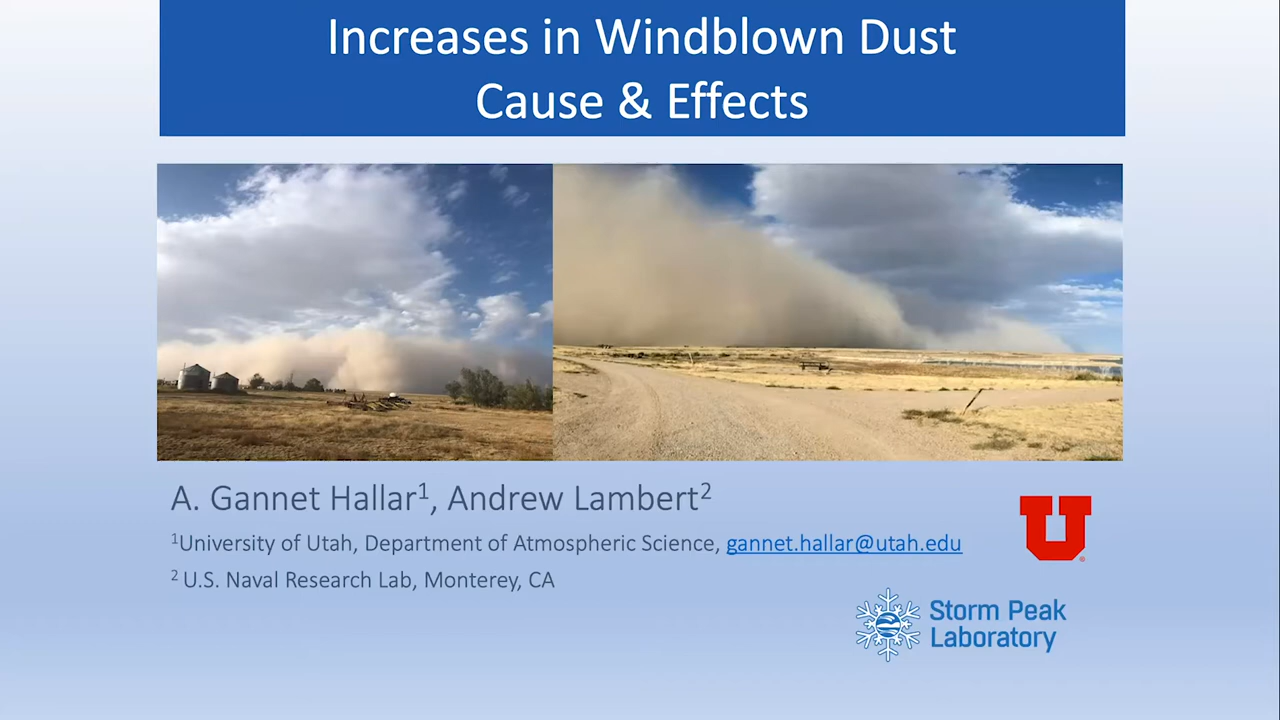 Increases in Windblown Dust
Cause & Effects
A. Gannet Hallar¹, Andrew Lambert²
¹University of Utah, Department of Atmospheric Science, gannet.hallar@utah.edu
² U.S. Naval Research Lab, Monterey, CA
U
®
Storm Peak
Laboratory